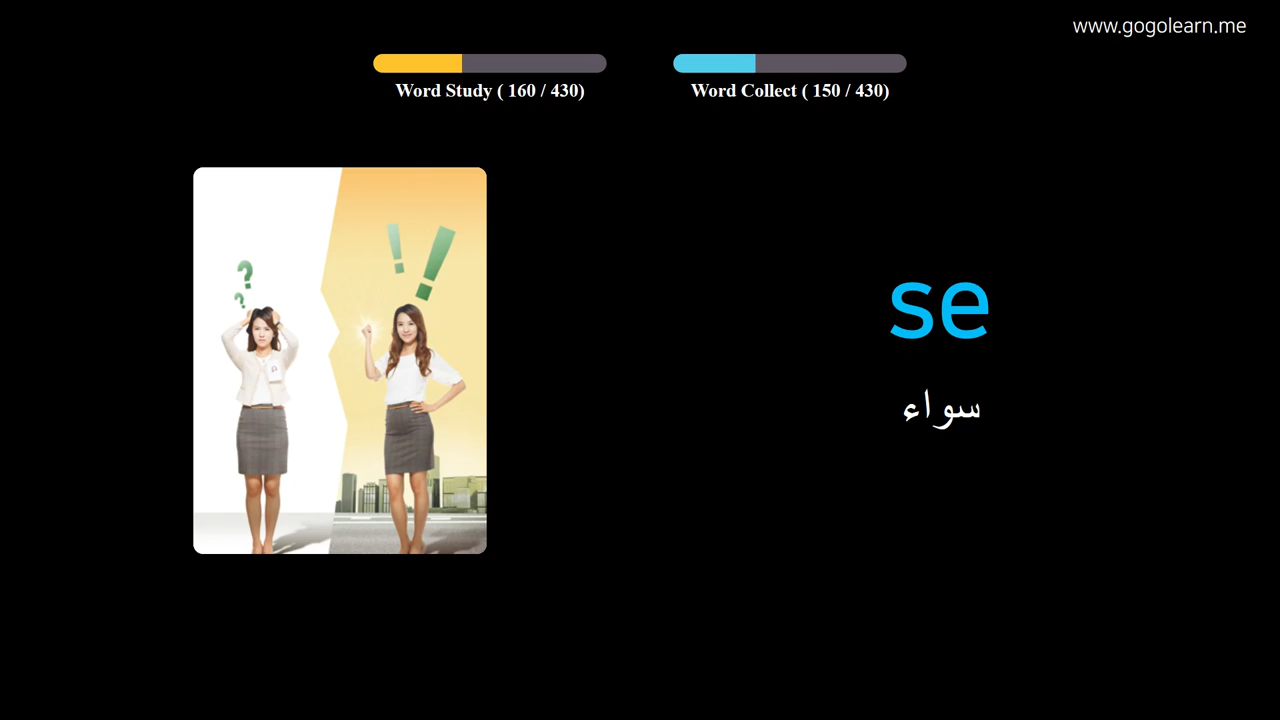 www.gogolearn.me
Word Study ( 160 / 430)
Word Collect ( 150 / 430)
? ?
! !
se
سواء